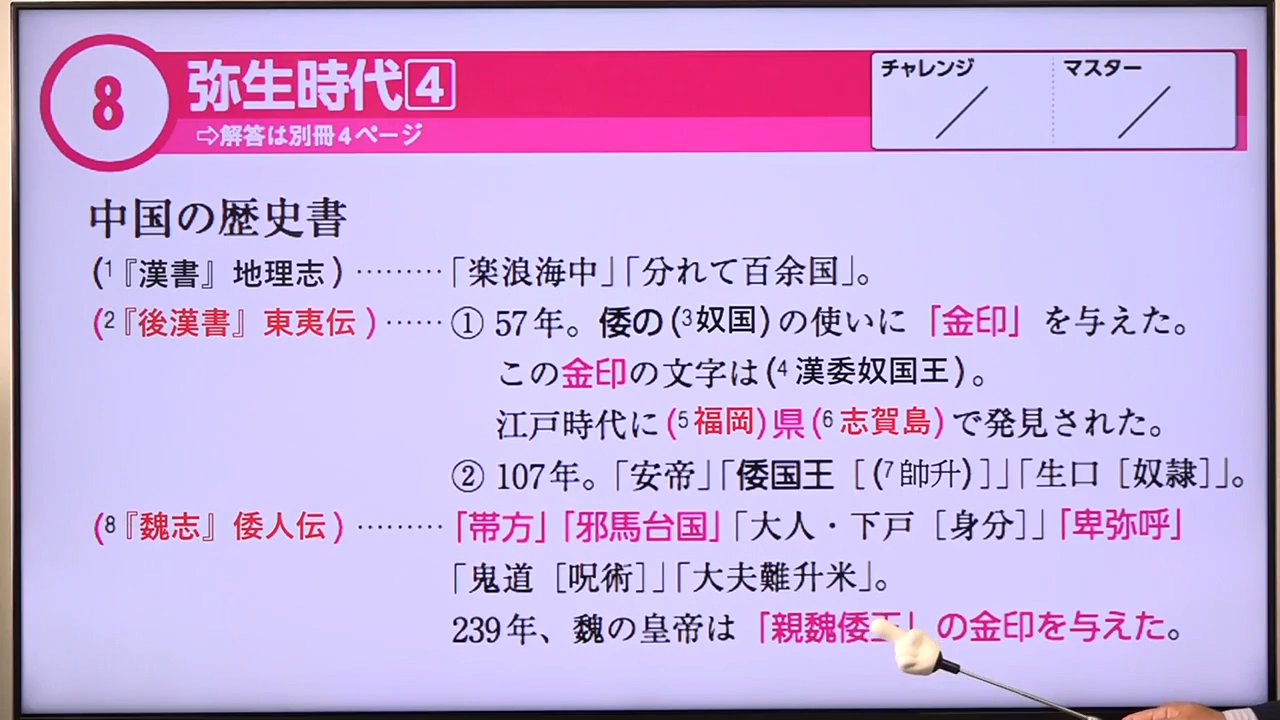 8 弥生時代4
チャレンジ マスター
⇨解答は別冊4ページ
中国の歴史書
(1『漢書』地理志)………「楽浪海中」「分れて百余国」。
(2『後漢書』東夷伝)……① 57年。倭の(3奴国)の使いに「金印」を与えた。
この金印の文字は(4漢委奴国王)。
江戸時代に(5福岡)県(6志賀島)で発見された。
② 107年。「安帝」「倭国王[(7帥升)]」「生口[奴隷]」。
(8『魏志』倭人伝)………「帯方」「邪馬台国」「大人・下戸[身分]」「卑弥呼」
「鬼道[呪術]」「大夫難升米」。
239年、魏の皇帝は「親魏倭王」の金印を与えた。